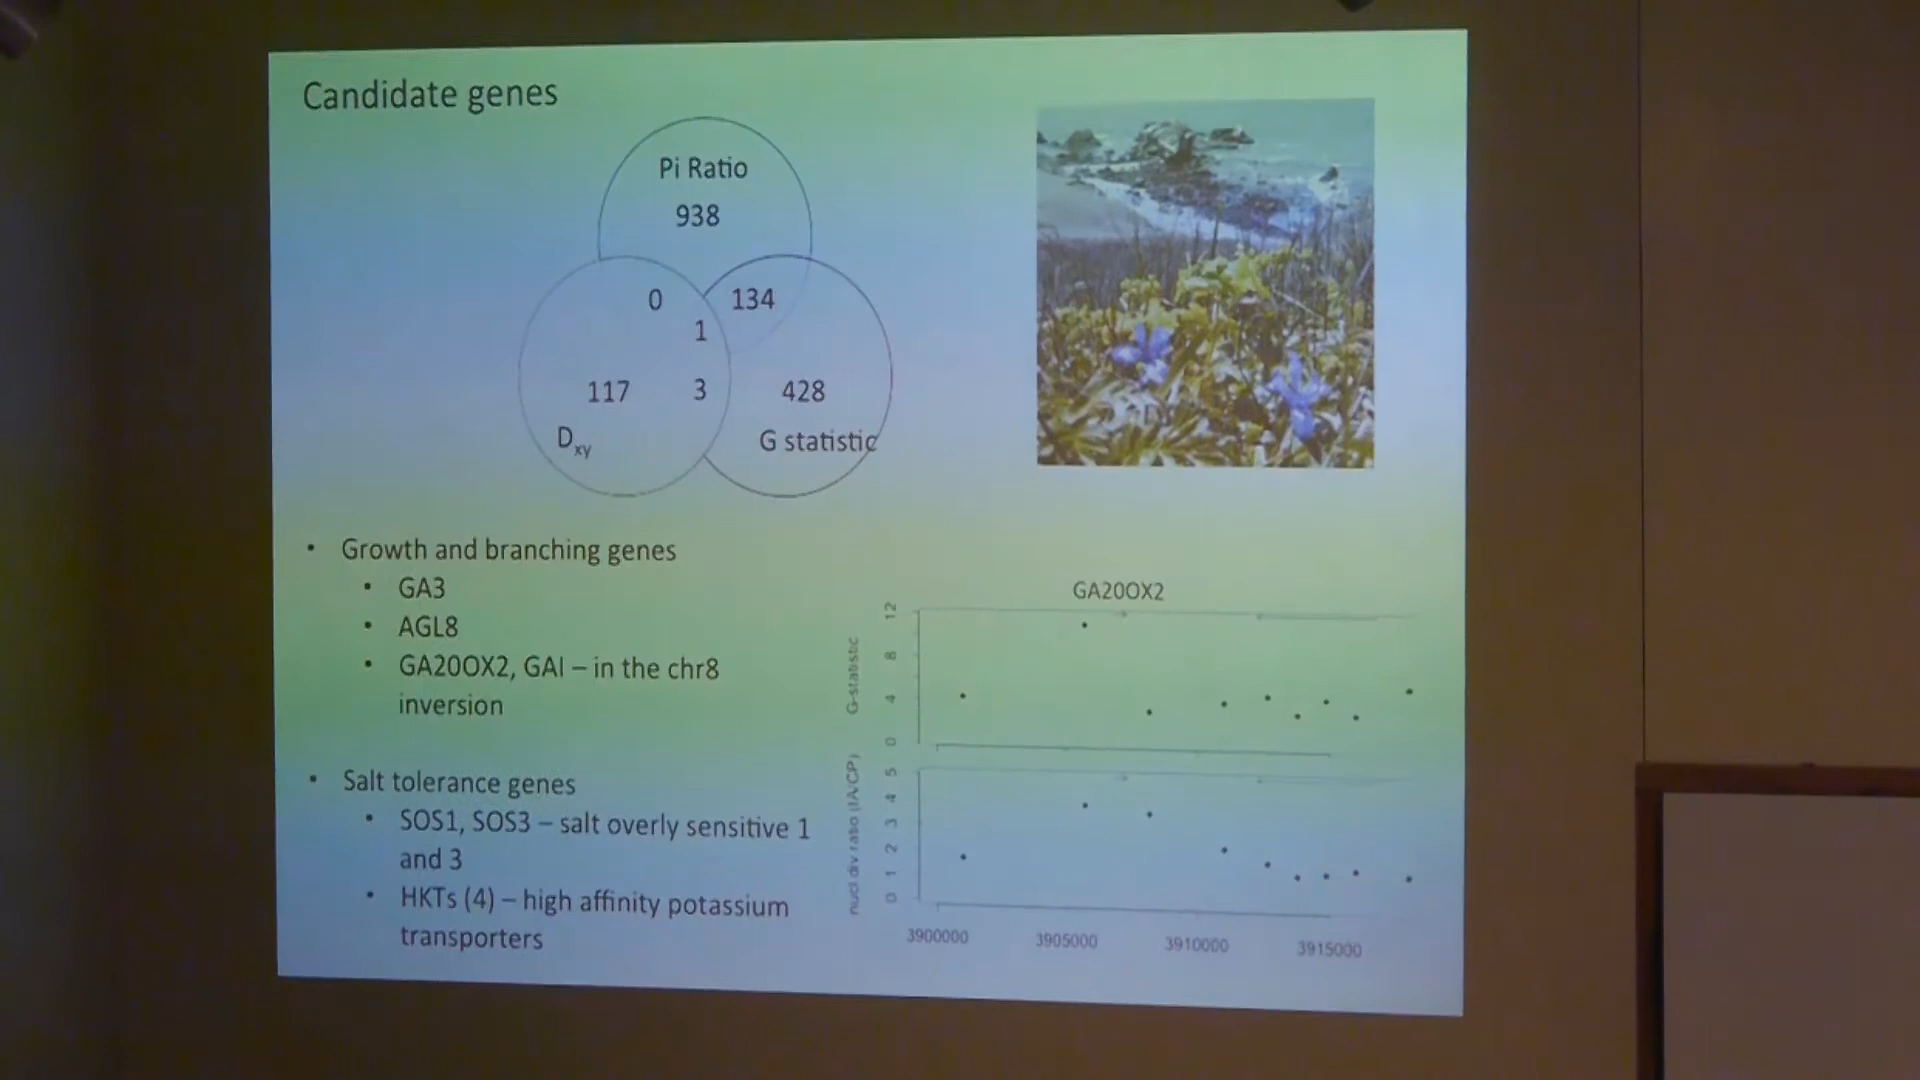 Candidate genes
Pi Ratio
938
0
134
1
117
3
428
Dxy
G statistic
• Growth and branching genes
• GA3
• AGL8
• GA20OX2, GAI – in the chr8
inversion
• Salt tolerance genes
• SOS1, SOS3 – salt overly sensitive 1
and 3
• HKTs (4) – high affinity potassium
transporters
GA20OX2
G-statistic
12
8
4
0
nucl div ratio (IA/CP)
5
4
3
2
1
0
3900000
3905000
3910000
3915000